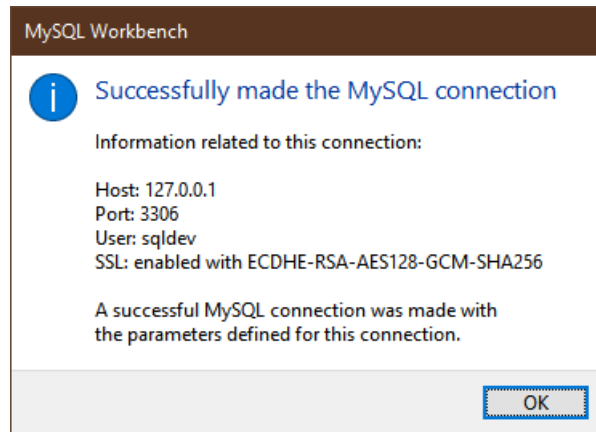 MySQL Workbench
Successfully made the MySQL connection
Information related to this connection:
Host: 127.0.0.1
Port: 3306
User: sqldev
SSL: enabled with ECDHE-RSA-AES128-GCM-SHA256
A successful MySQL connection was made with
the parameters defined for this connection.
OK